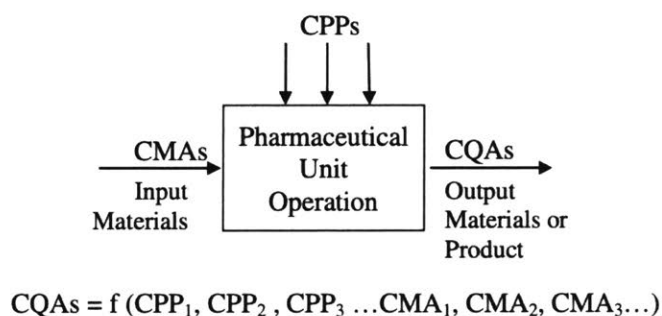 CPPs
CMAs
Input
Materials
Pharmaceutical
Unit
Operation
CQAs
Output
Materials or
Product
CQAs = f (CPP₁, CPP₂ , CPP₃ …CMA₁, CMA₂, CMA₃…)